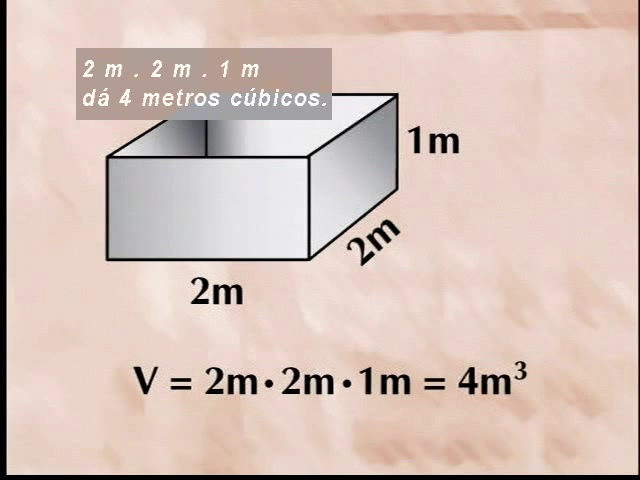 2 m . 2 m . 1 m
dá 4 metros cúbicos.
1m
2m
2m
V = 2m•2m•1m = 4m³